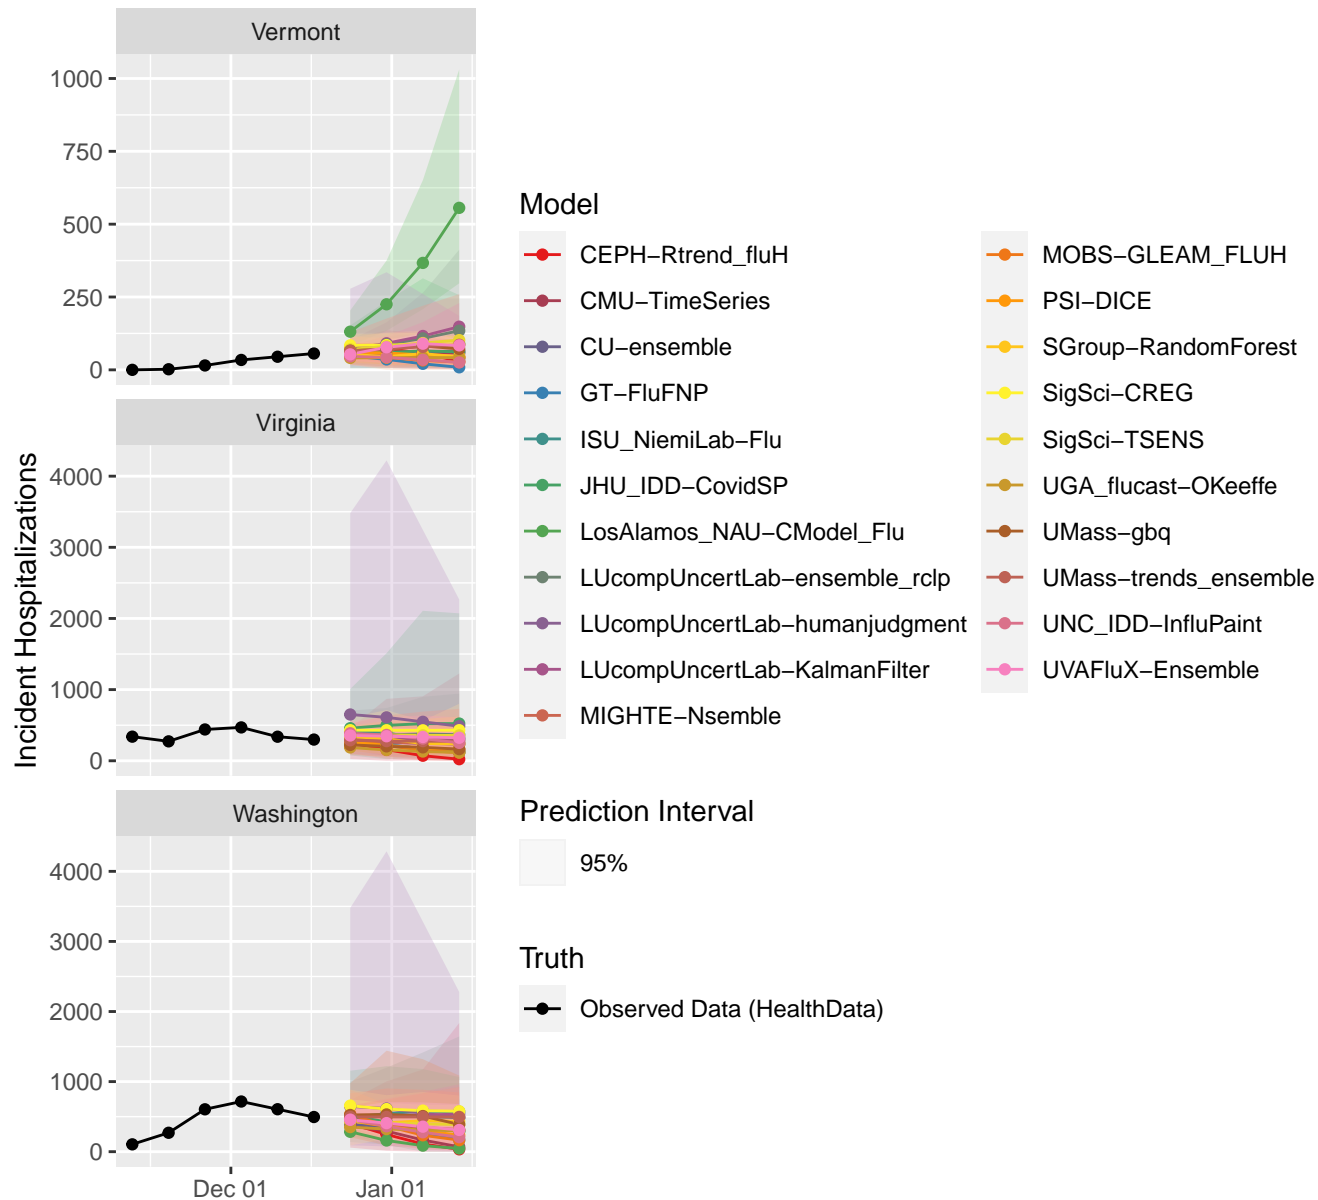 Vermont
1000
750
500
250
0
Virginia
4000
3000
2000
1000
0
Washington
4000
3000
2000
1000
0
Dec 01
Jan 01
Incident Hospitalizations
Model
CEPH−Rtrend_fluH
CMU−TimeSeries
CU−ensemble
GT−FluFNP
ISU_NiemiLab−Flu
JHU_IDD−CovidSP
LosAlamos_NAU−CModel_Flu
LUcompUncertLab−ensemble_rclp
LUcompUncertLab−humanjudgment
LUcompUncertLab−KalmanFilter
MIGHTE−Nsemble
MOBS−GLEAM_FLUH
PSI−DICE
SGroup−RandomForest
SigSci−CREG
SigSci−TSENS
UGA_flucast−OKeeffe
UMass−gbq
UMass−trends_ensemble
UNC_IDD−InfluPaint
UVAFluX−Ensemble
Prediction Interval
95%
Truth
Observed Data (HealthData)